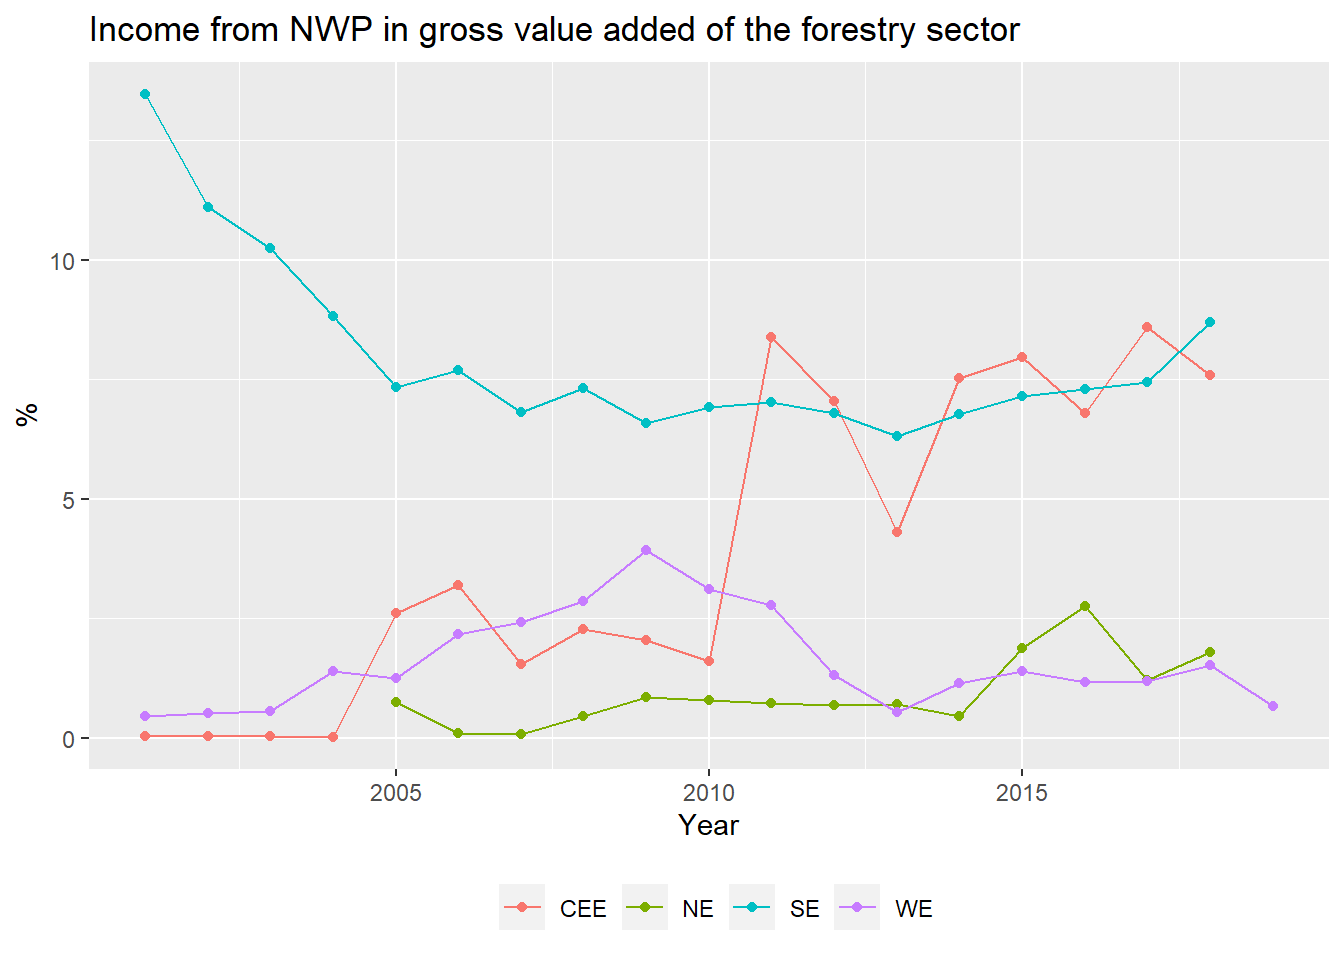 Income from NWP in gross value added of the forestry sector
%
10
5
0
2005 2010 2015
Year
CEE NE SE WE